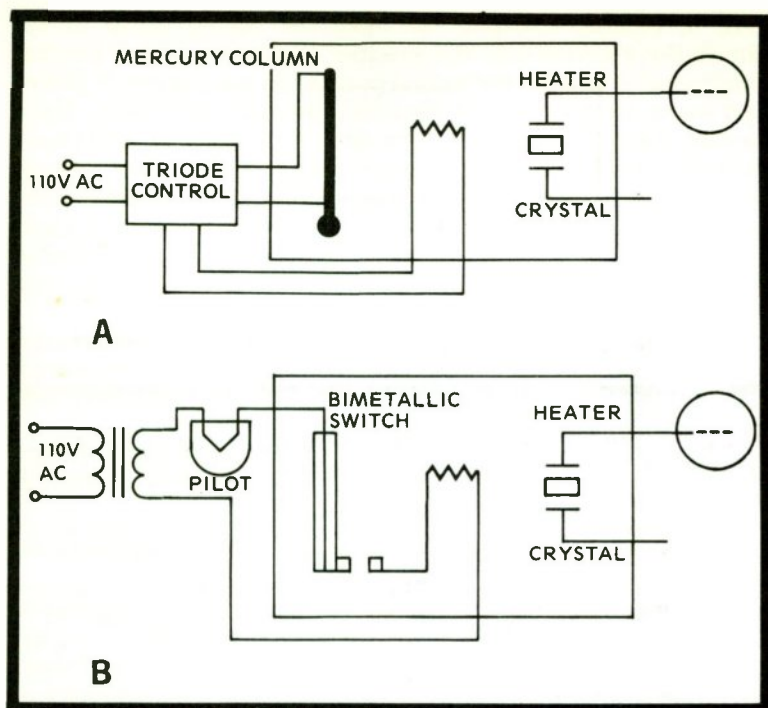 MERCURY COLUMN
HEATER
110V AC
TRIODE
CONTROL
CRYSTAL
A
BIMETALLIC
SWITCH
HEATER
110V
AC
PILOT
CRYSTAL
B